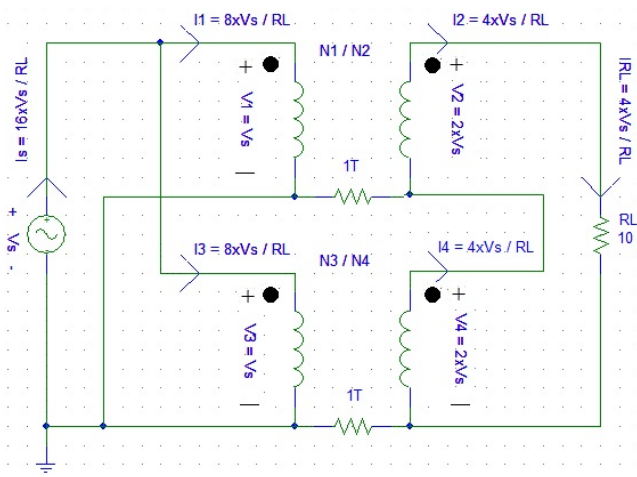 I1 = 8xVs / RL
I2 = 4xVs / RL
N1 / N2
+
+
Is = 16xVs / RL
V1 = Vs
V2 = 2xVs
IRL = 4xVs / RL
—
1T
+
Vs
-
RL
10
I3 = 8xVs / RL
N3 / N4
I4 = 4xVs / RL
+
+
V3 = Vs
V4 = 2xVs
1T
—
—